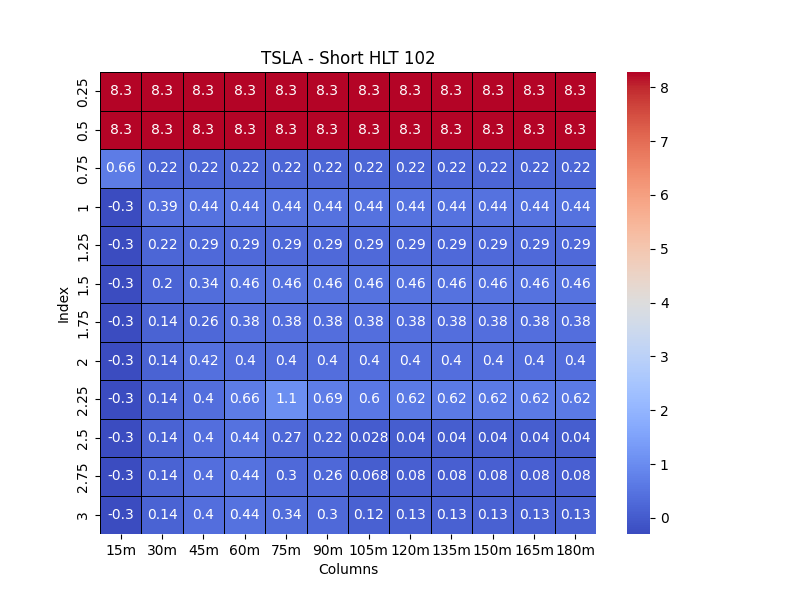 TSLA - Short HLT 102
0.25 8.3 8.3 8.3 8.3 8.3 8.3 8.3 8.3 8.3 8.3 8.3 8.3
0.5 8.3 8.3 8.3 8.3 8.3 8.3 8.3 8.3 8.3 8.3 8.3 8.3
0.75 0.66 0.22 0.22 0.22 0.22 0.22 0.22 0.22 0.22 0.22 0.22 0.22
1 -0.3 0.39 0.44 0.44 0.44 0.44 0.44 0.44 0.44 0.44 0.44 0.44
1.25 -0.3 0.22 0.29 0.29 0.29 0.29 0.29 0.29 0.29 0.29 0.29 0.29
1.5 -0.3 0.2 0.34 0.46 0.46 0.46 0.46 0.46 0.46 0.46 0.46 0.46
1.75 -0.3 0.14 0.26 0.38 0.38 0.38 0.38 0.38 0.38 0.38 0.38 0.38
2 -0.3 0.14 0.42 0.4 0.4 0.4 0.4 0.4 0.4 0.4 0.4 0.4
2.25 -0.3 0.14 0.4 0.66 1.1 0.69 0.6 0.62 0.62 0.62 0.62 0.62
2.5 -0.3 0.14 0.4 0.44 0.27 0.22 0.028 0.04 0.04 0.04 0.04 0.04
2.75 -0.3 0.14 0.4 0.44 0.3 0.26 0.068 0.08 0.08 0.08 0.08 0.08
3 -0.3 0.14 0.4 0.44 0.34 0.3 0.12 0.13 0.13 0.13 0.13 0.13
15m 30m 45m 60m 75m 90m 105m 120m 135m 150m 165m 180m
Columns
Index
8
7
6
5
4
3
2
1
0